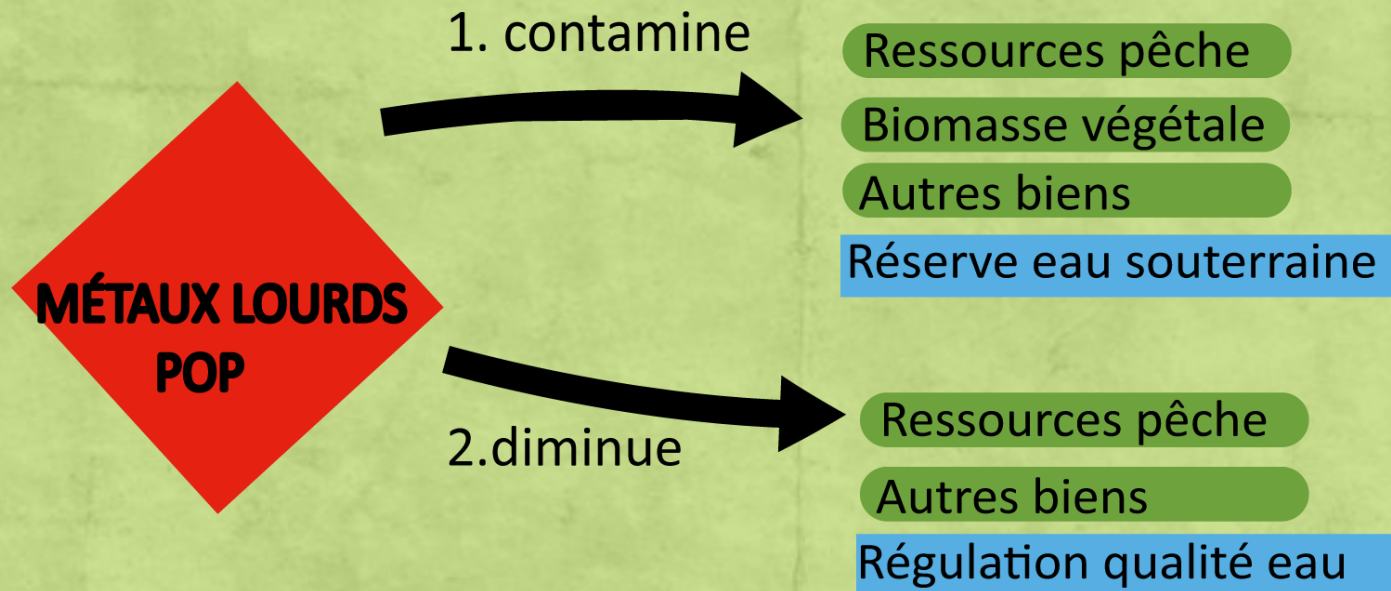 1. contamine
Ressources pêche
Biomasse végétale
Autres biens
Réserve eau souterraine
MÉTAUX LOURDS
POP
2.diminue
Ressources pêche
Autres biens
Régulation qualité eau